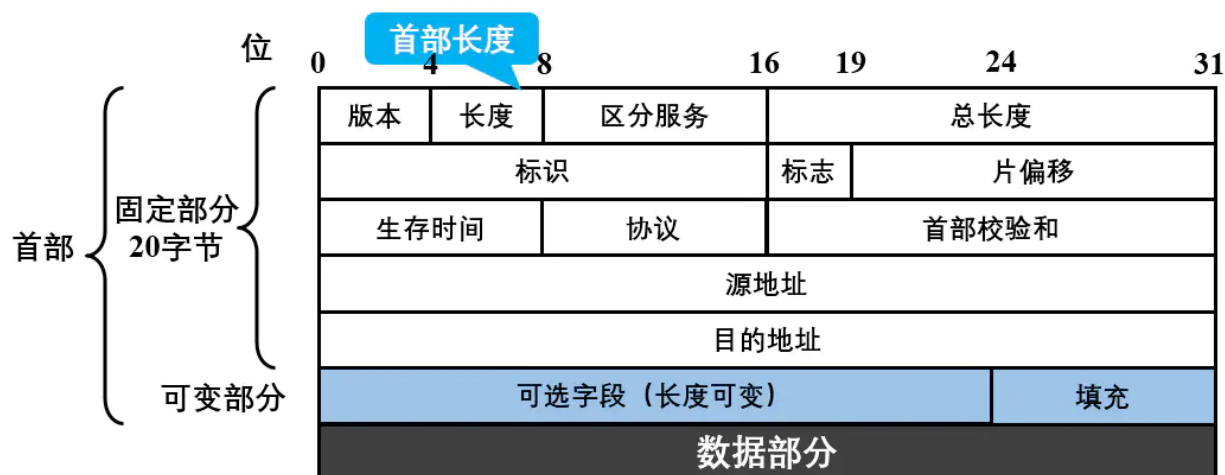 位
首部长度
0 4 8 16 19 24 31
版本 长度 区分服务 总长度
标识 标志 片偏移
固定部分
20字节
首部
生存时间 协议 首部校验和
源地址
目的地址
可变部分
可选字段（长度可变） 填充
数据部分